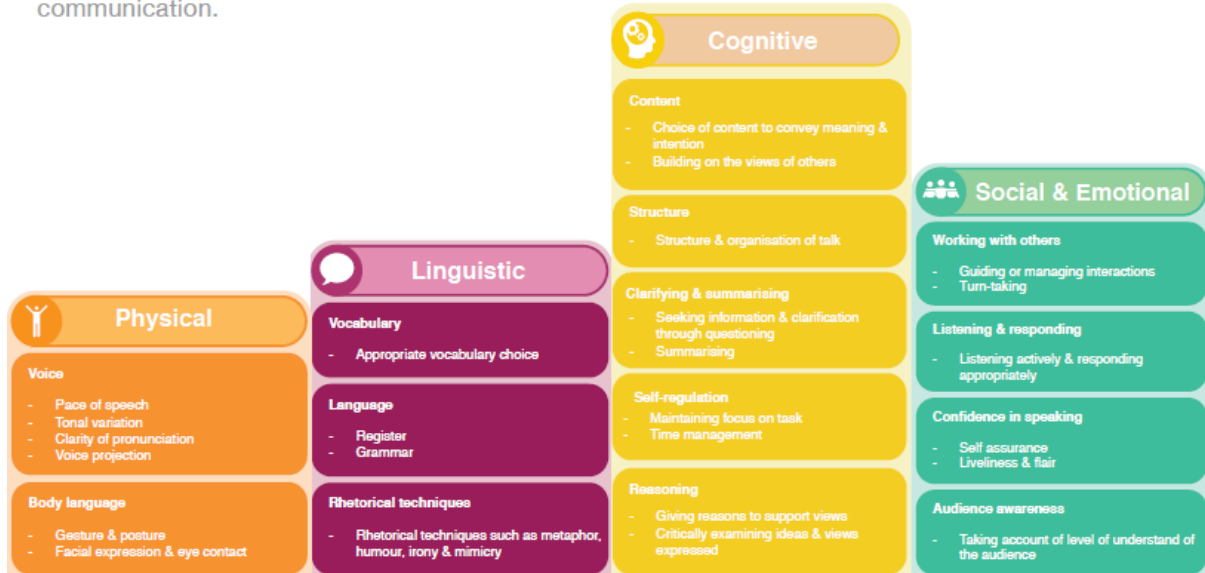 communication.
Physical
Voice
- Pace of speech
- Tonal variation
- Clarity of pronunciation
- Voice projection
Body language
- Gesture & posture
- Facial expression & eye contact
Linguistic
Vocabulary
- Appropriate vocabulary choice
Language
- Register
- Grammar
Rhetorical techniques
- Rhetorical techniques such as metaphor,
humour, irony & mimicry
Cognitive
Content
- Choice of content to convey meaning &
intention
- Building on the views of others
Structure
- Structure & organisation of talk
Clarifying & summarising
- Seeking information & clarification
through questioning
- Summarising
Self-regulation
- Maintaining focus on task
- Time management
Reasoning
- Giving reasons to support views
- Critically examining ideas & views
expressed
Social & Emotional
Working with others
- Guiding or managing interactions
- Turn-taking
Listening & responding
- Listening actively & responding
appropriately
Confidence in speaking
- Self assurance
- Liveliness & flair
Audience awareness
- Taking account of level of understand of
the audience